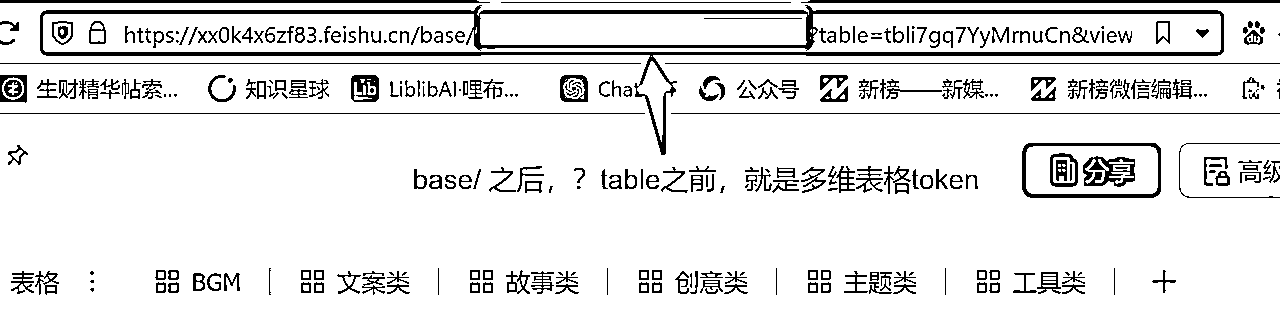 https://xx0k4x6zf83.feishu.cn/base/ ?table=tbli7gq7YyMrnuCn&view
生财精华帖索... 知识星球 Lib LiblibAI·哩布... Chat 公众号 新榜——新媒... 新榜微信编辑...
base/ 之后，？table之前，就是多维表格token
分享 高级
表格 BGM 文案类 故事类 创意类 主题类 工具类